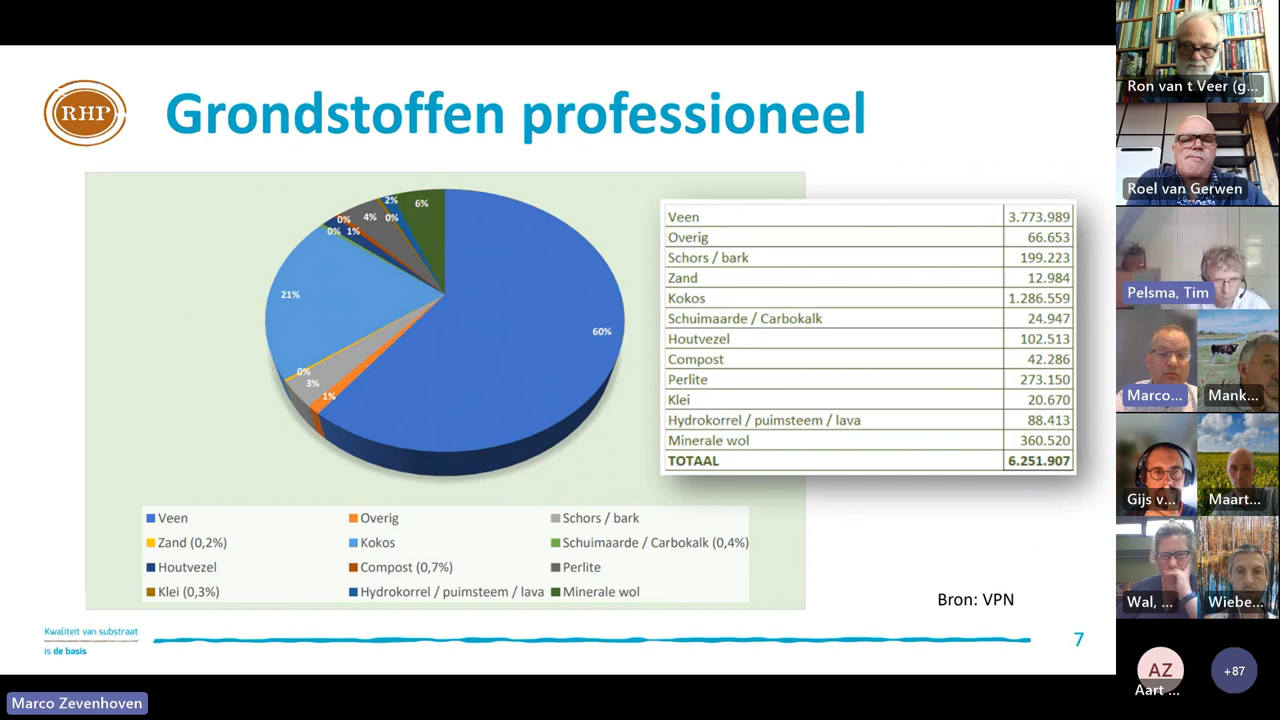 RHP
Grondstoffen professioneel
2%
6%
0%
4%
0%
0%
1%
21%
60%
0%
3%
1%
Veen 3.773.989
Overig 66.653
Schors / bark 199.223
Zand 12.984
Kokos 1.286.559
Schuimaarde / Carbokalk 24.947
Houtvezel 102.513
Compost 42.286
Perlite 273.150
Klei 20.670
Hydrokorrel / puimsteem / lava 88.413
Minerale wol 360.520
TOTAAL 6.251.907
Veen Overig Schors / bark
Zand (0,2%) Kokos Schuimaarde / Carbokalk (0,4%)
Houtvezel Compost (0,7%) Perlite
Klei (0,3%) Hydrokorrel / puimsteem / lava Minerale wol
Bron: VPN
Kwaliteit van substraat
is de basis
7
Marco Zevenhoven
Ron van t Veer (g...
Roel van Gerwen
Pelsma, Tim
Marco... Mank...
Gijs v... Maart...
Wal, ... Wiebe...
AZ +87
Aart ...